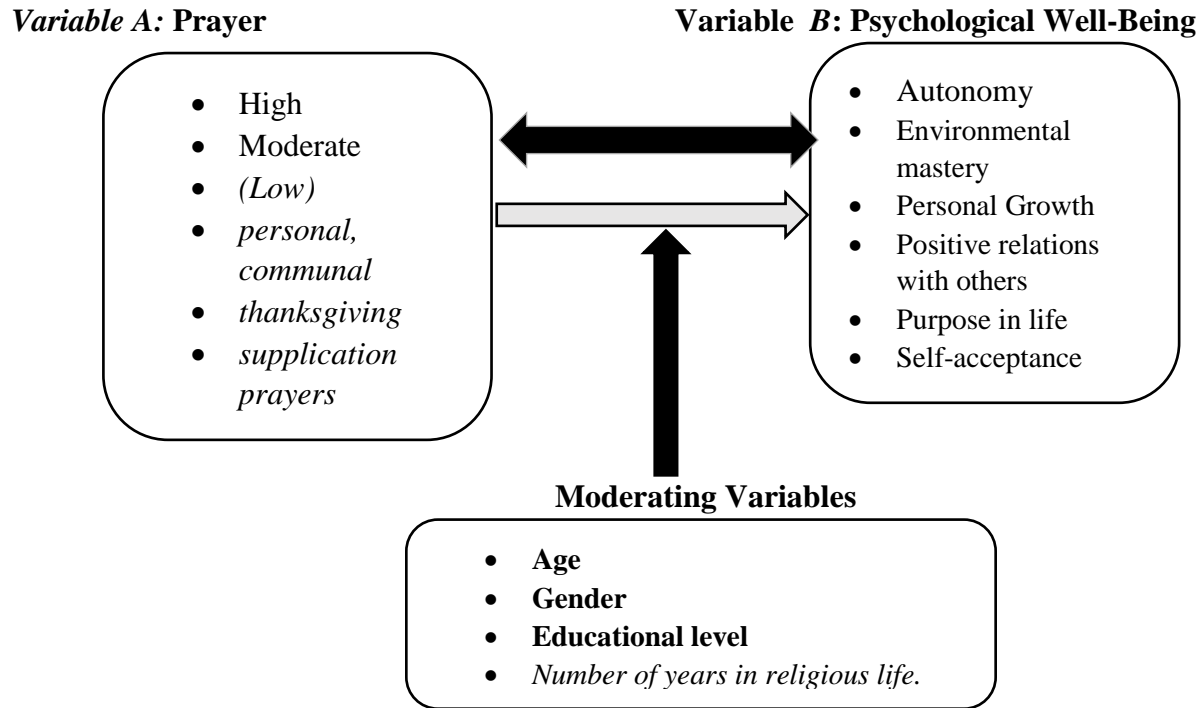 Variable A: Prayer
Variable B: Psychological Well-Being
• High
• Moderate
• (Low)
• personal,
communal
• thanksgiving
• supplication
prayers
• Autonomy
• Environmental
mastery
• Personal Growth
• Positive relations
with others
• Purpose in life
• Self-acceptance
Moderating Variables
• Age
• Gender
• Educational level
• Number of years in religious life.